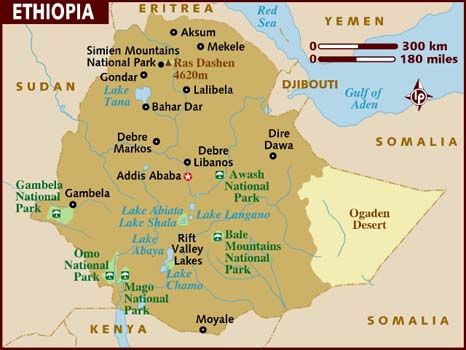 ETHIOPIA
ERITREA
Red
Sea
YEMEN
Aksum
Mekele
Simien Mountains
National Park
Ras Dashen
4620m
300 km
180 miles
Gondar
Lake
Tana
Lalibela
DJIBOUTI
Gulf of
Aden
SUDAN
Bahar Dar
LP
SOMALIA
Debre
Markos
Dire
Dawa
Debre
Libanos
Addis Ababa
Awash
National
Park
Gambela
National
Park
Gambela
Lake Abiata
Lake Shala
Lake Langano
Ogaden
Desert
Rift
Valley
Lakes
Bale
Mountains
National
Park
Lake
Abaya
Omo
National
Park
Lake
Chamo
Mago
National
Park
Moyale
KENYA
SOMALIA